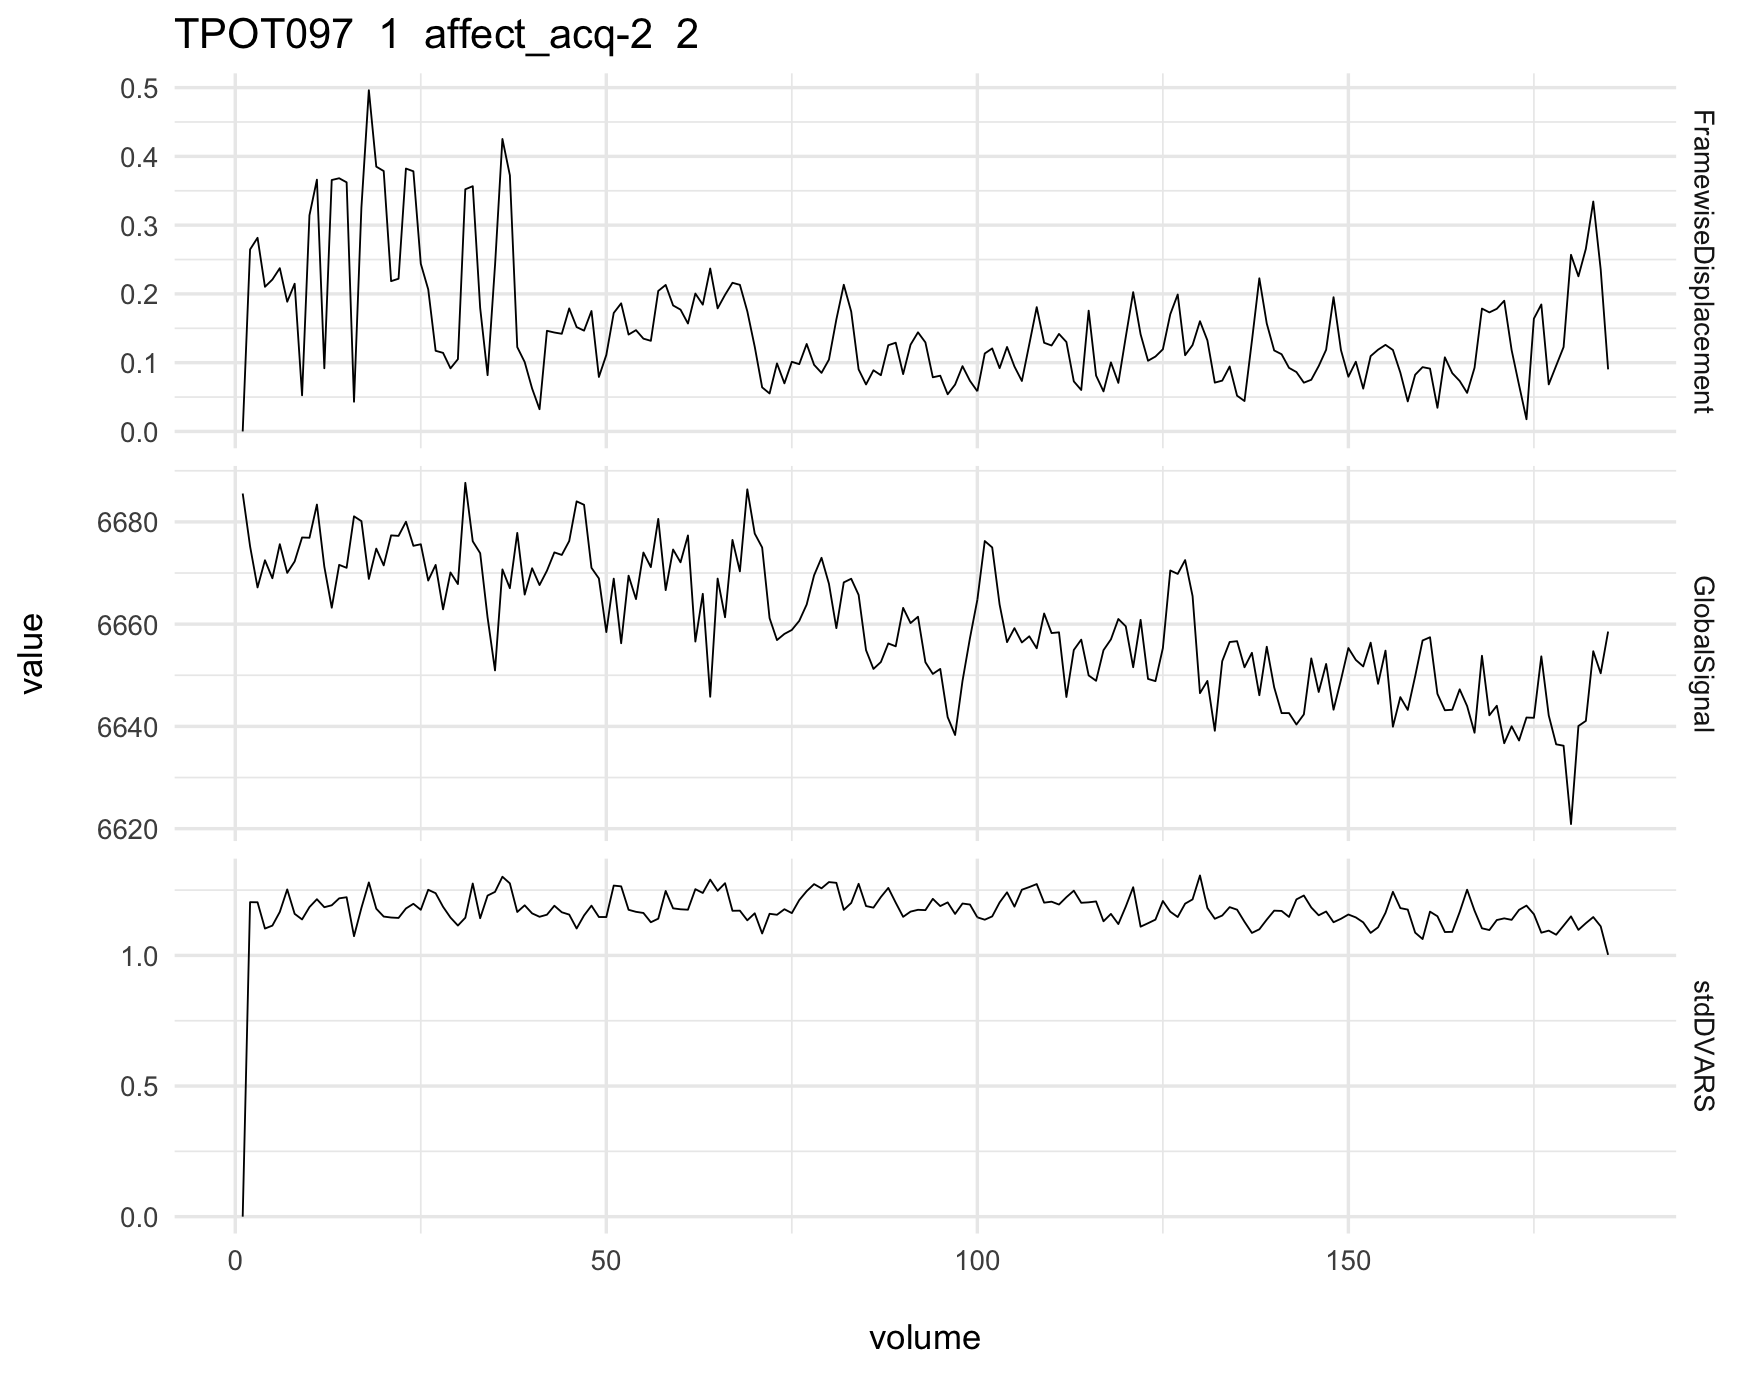 TPOT097 1 affect_acq-2 2
0.5
0.4
0.3
0.2
0.1
0.0
FramewiseDisplacement
6680
6660
6640
6620
GlobalSignal
1.0
0.5
0.0
stdDVARS
value
0 50 100 150
volume